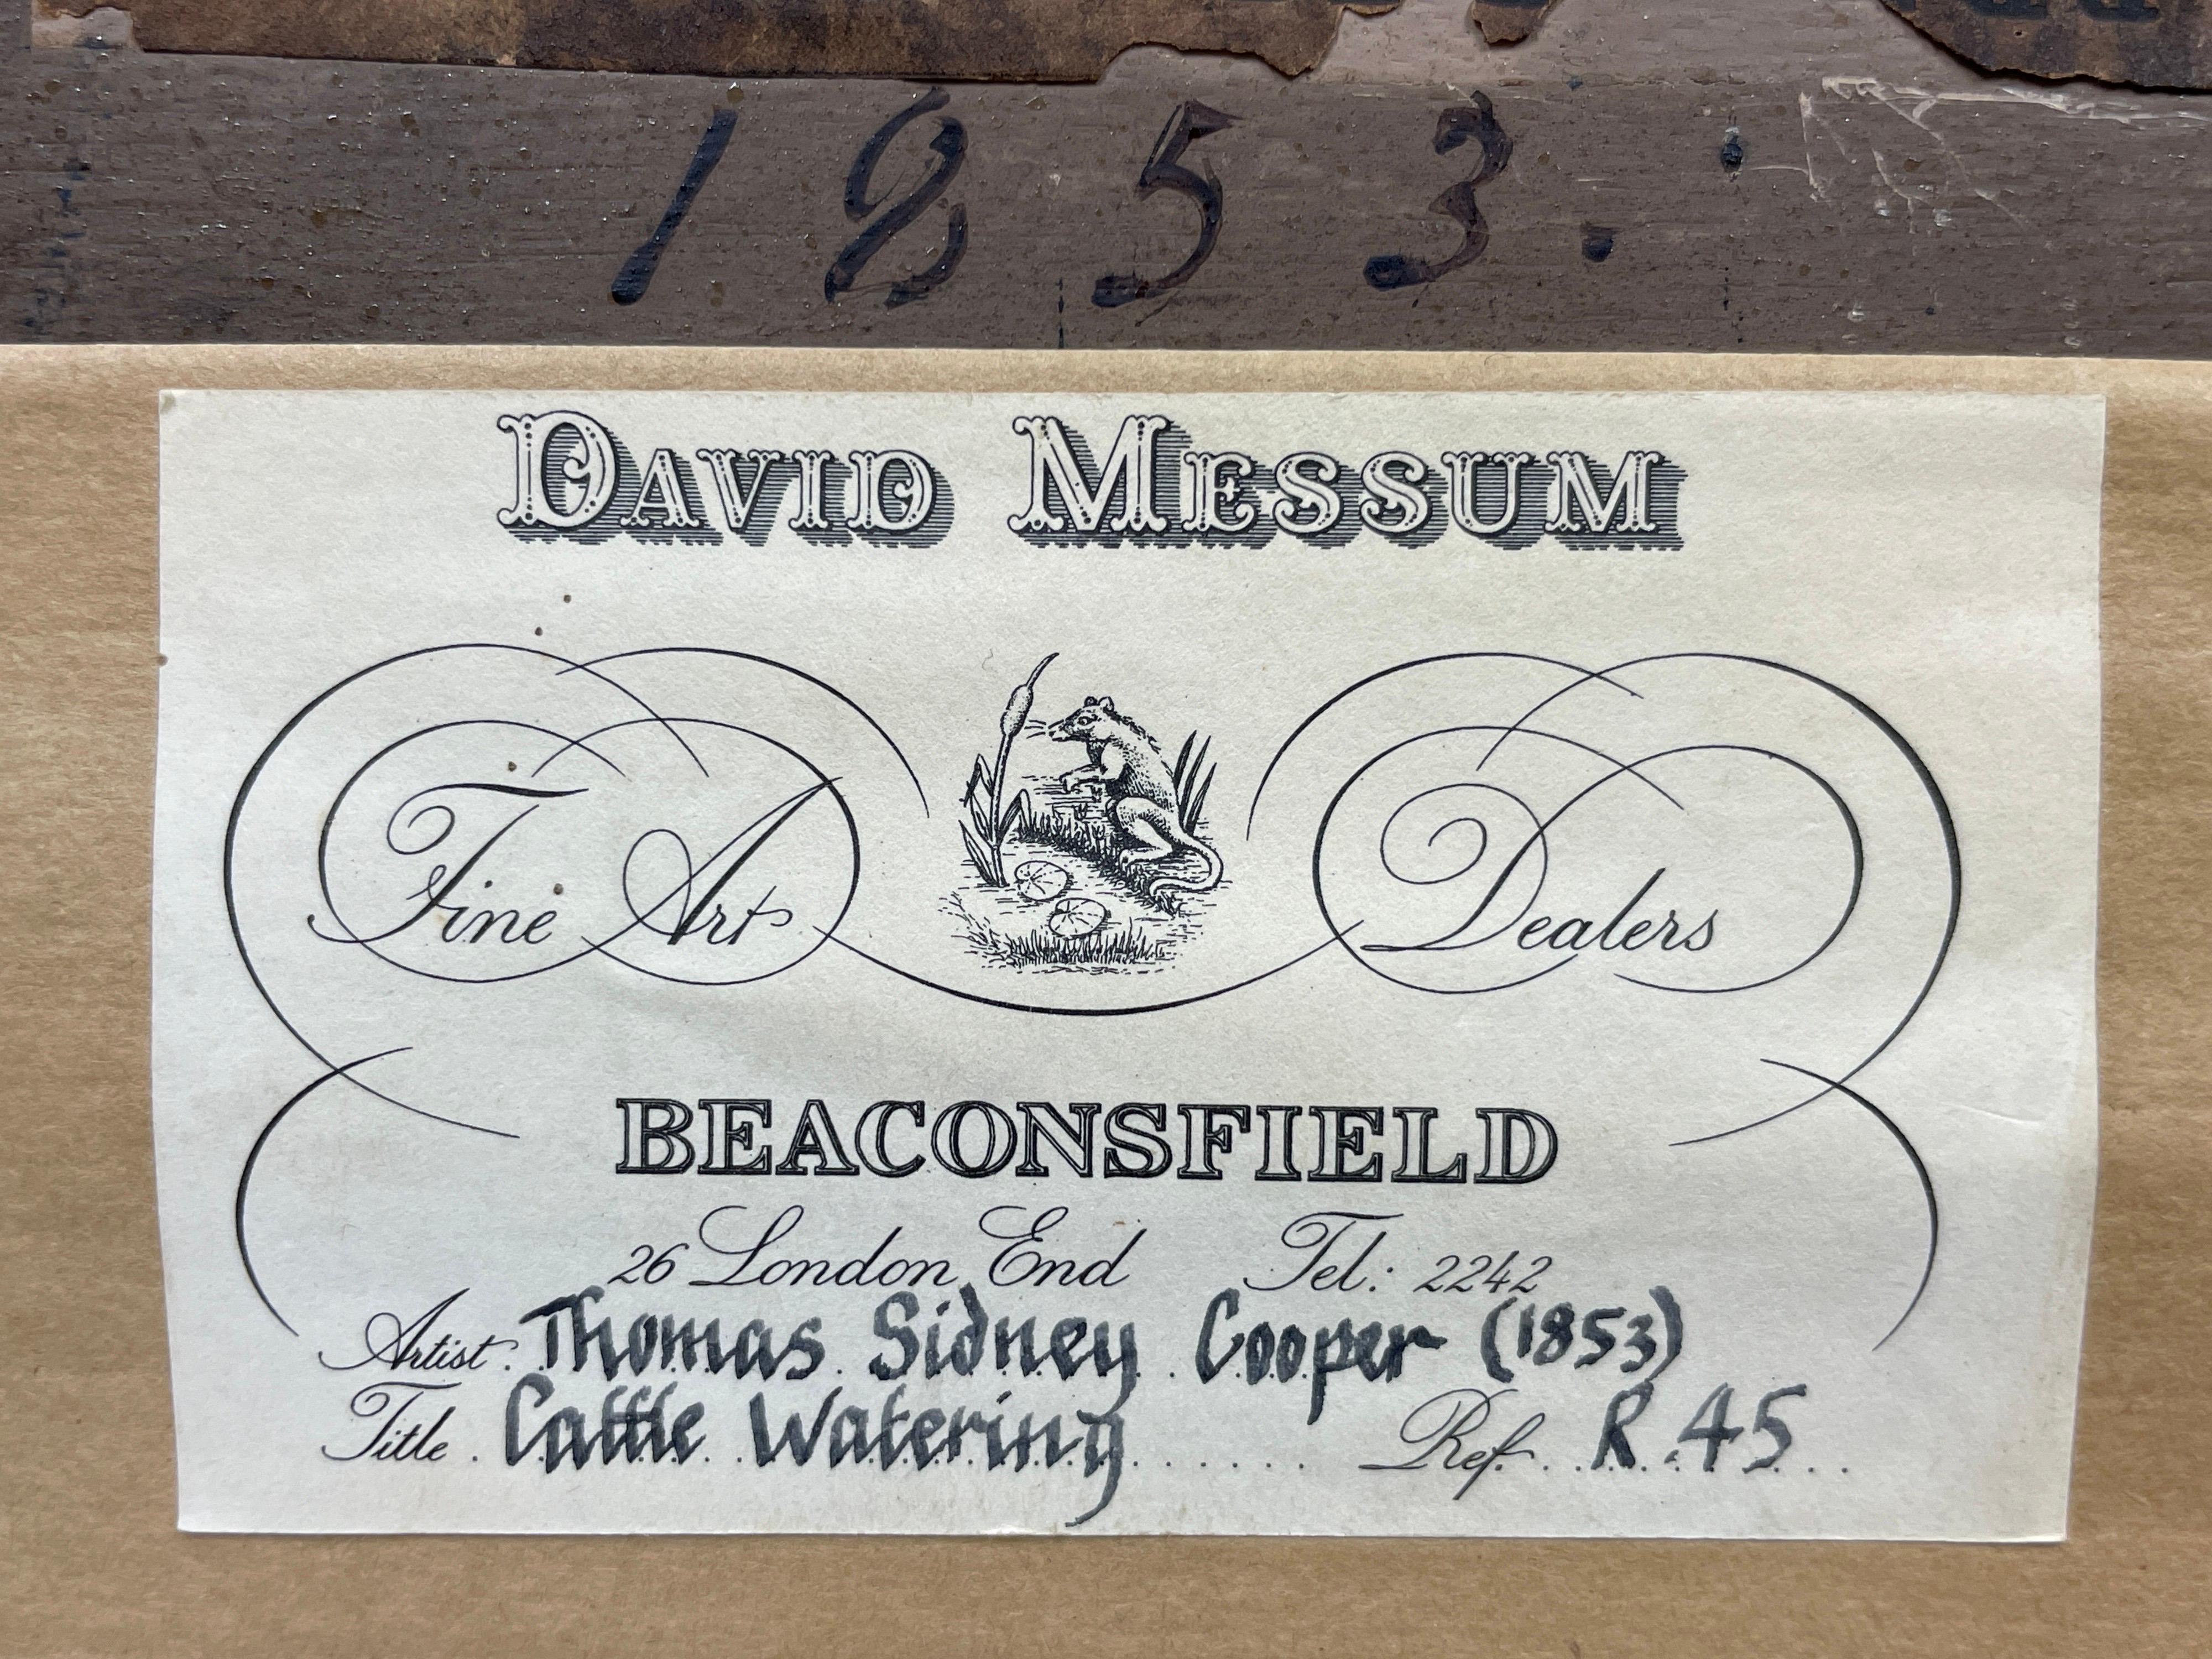 1853.
DAVID MESSUM
Fine Art Dealers
BEACONSFIELD
26 London End Tel: 2242
Artist. Thomas Sidney Cooper (1853)
Title. Cattle Watering Ref. R.45